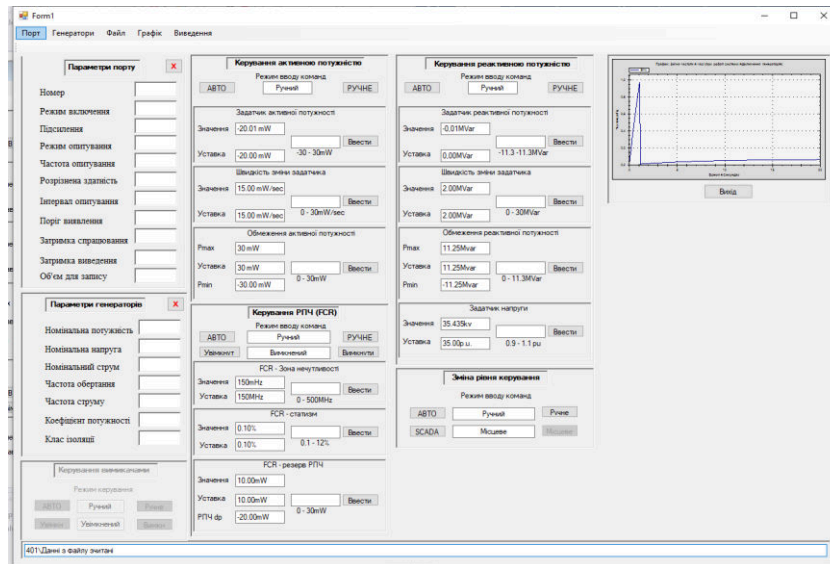 Form1
Порт Генератори Файл Графік Виведення
Параметри порту X
Номер
Режим включення
Підсилення
Режим опитування
Частота опитування
Розрізнена здатність
Інтервал опитування
Поріг виявлення
Затримка спрацювання
Затримка виведення
Об'єм для запису
Параметри генераторів X
Номінальна потужність
Номінальна напруга
Номінальний струм
Частота обертання
Частота струму
Коефіцієнт потужності
Клас ізоляції
Керування вимикачами
Режим керування
АВТО Ручний Ручне
Увімкнений
Керування активною потужністю
Режим вводу команд
АВТО Ручний РУЧНЕ
Задатчик активної потужності
Значення -20.01 mW
Ввести
Уставка -20.00 mW -30 - 30mW
Швидкість зміни задатчика
Значення 15.00 mW/sec
Ввести
Уставка 15.00 mW/sec 0 - 30mW/sec
Обмеження активної потужності
Pmax 30 mW
Уставка 30 mW Ввести
Pmin -30.00 mW 0 - 30mW
Керування РПЧ (FCR)
Режим вводу команд
АВТО Ручний РУЧНЕ
Увімкнут Вимкнений Вимкнути
FCR - Зона нечутливості
Значення 150mHz
Ввести
Уставка 150MHz 0 - 500MHz
FCR - статизм
Значення 0.10%
Ввести
Уставка 0.10% 0.1 - 12%
FCR - резерв РПЧ
Значення 10.00mW
Уставка 10.00mW Ввести
РПЧ dp -20.00mW 0 - 30mW
Керування реактивною потужністю
Режим вводу команд
АВТО Ручний РУЧНЕ
Задатчик реактивної потужності
Значення -0,01MVar
Ввести
Уставка 0.00MVar -11.3 -11.3MVar
Швидкість зміни задатчика
Значення 2.00MVar
Ввести
Уставка 2.00MVar 0 - 30MVar
Обмеження реактивної потужності
Pmax 11.25Mvar
Уставка 11.25Mvar Ввести
Pmin -11.25Mvar 0 - 11.3MVar
Задатчик напруги
Значення 35.435kv
Ввести
Уставка 35.00p.u. 0.9 - 1.1 pu
Зміна рівня керування
Режим вводу команд
АВТО Ручний Ручне
SCADA Місцеве Місцеве
Вихід
401\Данні з файлу зчитані